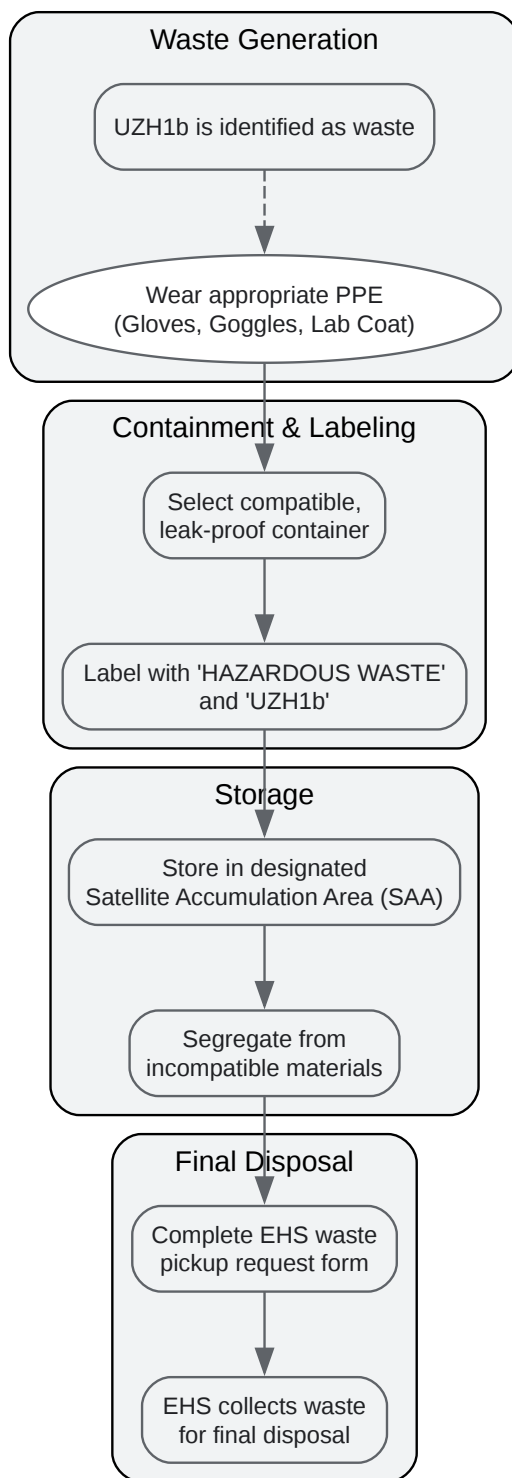 Waste Generation
UZH1b is identified as waste
Wear appropriate PPE
(Gloves, Goggles, Lab Coat)
Containment & Labeling
Select compatible,
leak-proof container
Label with 'HAZARDOUS WASTE'
and 'UZH1b'
Storage
Store in designated
Satellite Accumulation Area (SAA)
Segregate from
incompatible materials
Final Disposal
Complete EHS waste
pickup request form
EHS collects waste
for final disposal